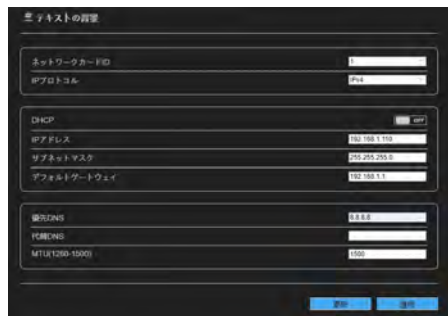 テキストの背景
ネットワークカードID
1
IPプロトコル
IPv4
DHCP
OFF
IPアドレス
192.168.1.110
サブネットマスク
255.255.255.0
デフォルトゲートウェイ
192.168.1.1
優先DNS
8.8.8.8
代替DNS
MTU(1280-1500)
1500
更新